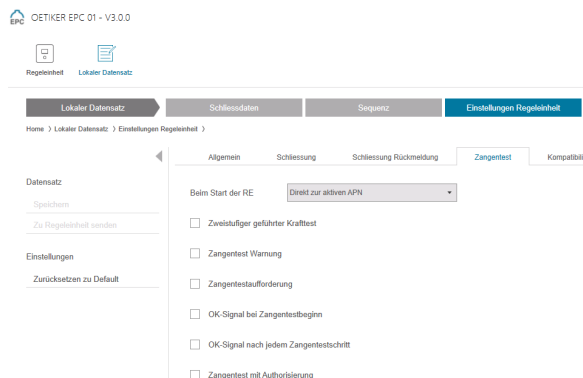 EPC OETIKER EPC 01 - V3.0.0
Regeleinheit Lokaler Datensatz
Lokaler Datensatz Schliessdaten Sequenz Einstellungen Regeleinheit
Home > Lokaler Datensatz > Einstellungen Regeleinheit >
Allgemein Schliessung Schliessung Rückmeldung Zangentest Kompatibili
Datensatz
Speichern
Zu Regeleinheit senden
Einstellungen
Zurücksetzen zu Default
Beim Start der RE Direkt zur aktiven APN
Zweistufiger geführter Krafttest
Zangentest Warnung
Zangentestaufforderung
OK-Signal bei Zangentestbeginn
OK-Signal nach jedem Zangentestschritt
Zangentest mit Authorisierung